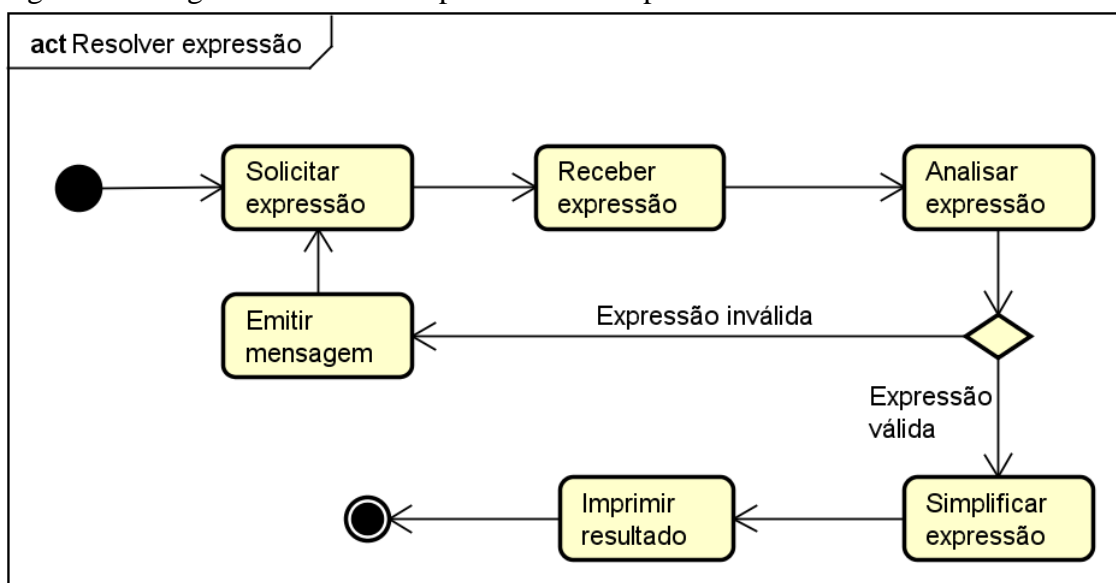 act Resolver expressão
Solicitar
expressão
Receber
expressão
Analisar
expressão
Emitir
mensagem
Expressão inválida
Expressão
válida
Imprimir
resultado
Simplificar
expressão